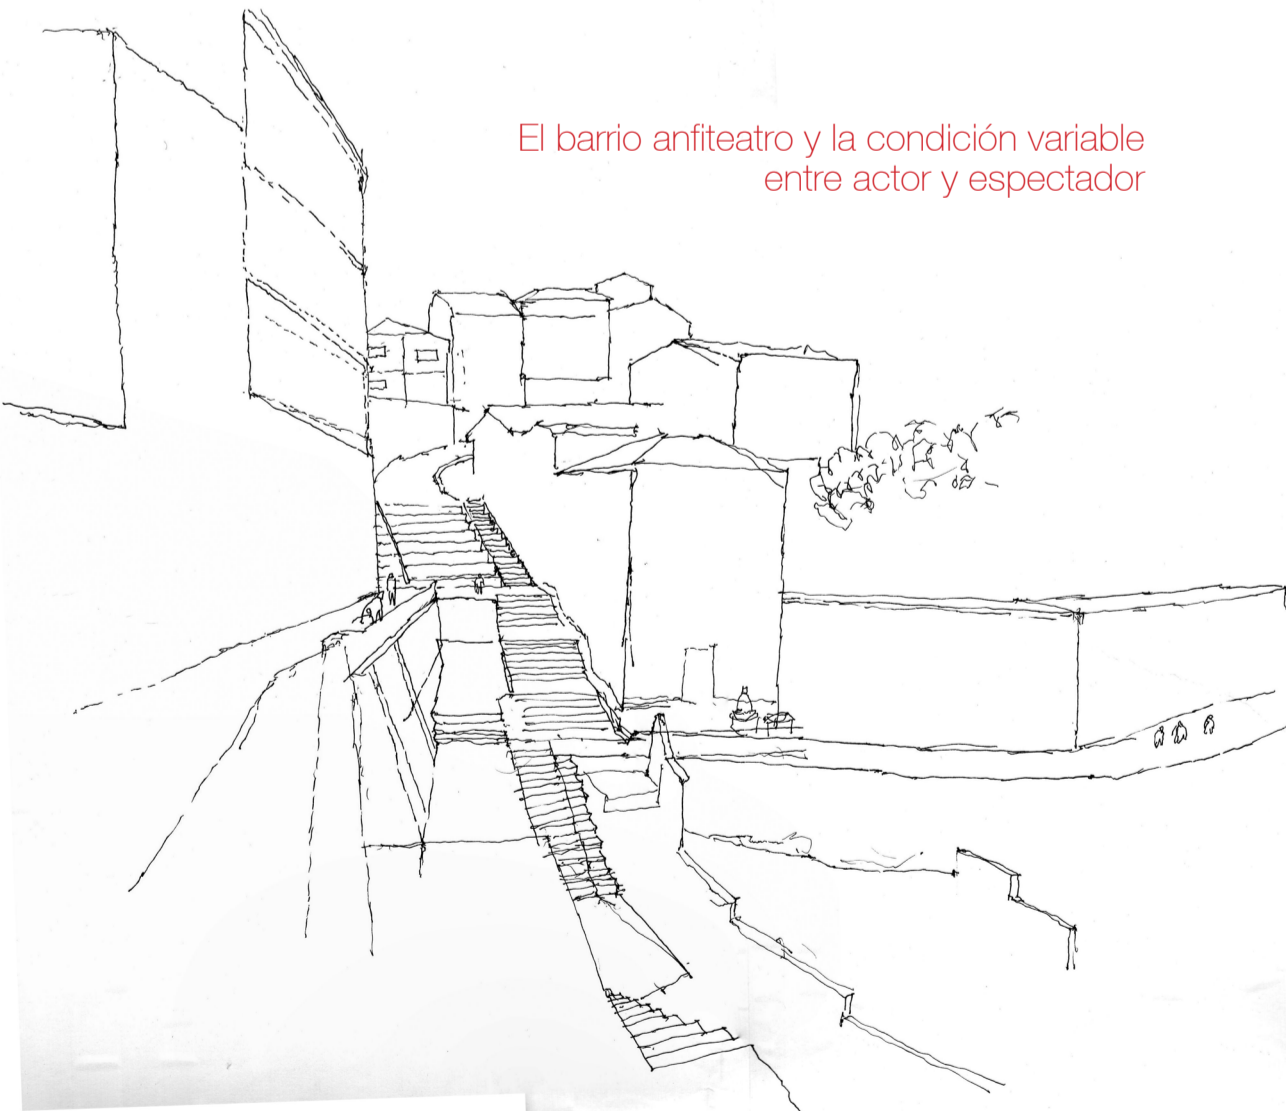 El barrio anfiteatro y la condición variable
entre actor y espectador